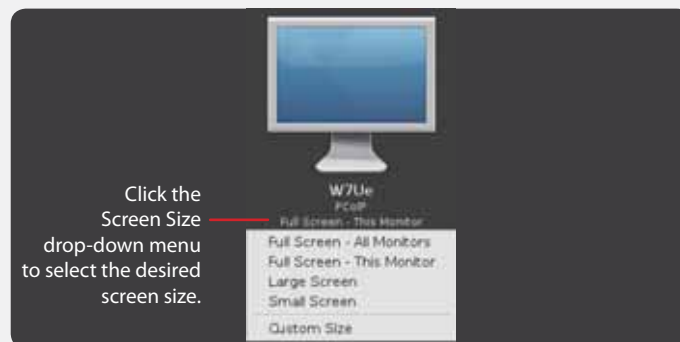 Click the
Screen Size
drop-down menu
to select the desired
screen size.
W7Ue
PCoIP
Full Screen - This Monitor
Full Screen - All Monitors
Full Screen - This Monitor
Large Screen
Small Screen
Custom Size